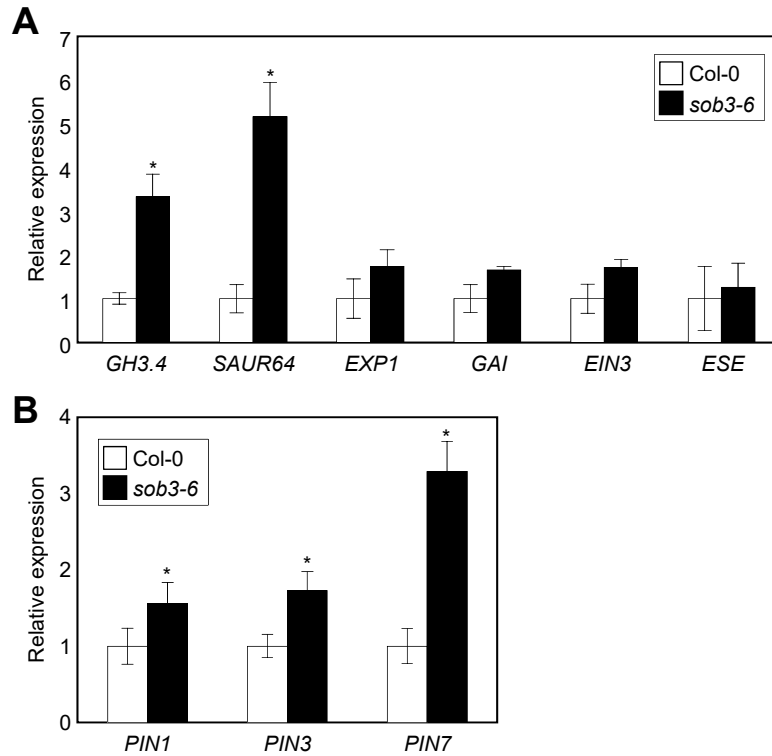 A
Relative expression
7
6
5
4
3
2
1
0
Col-0
sob3-6
*
*
GH3.4 SAUR64 EXP1 GAI EIN3 ESE
B
Relative expression
4
3
2
1
0
Col-0
sob3-6
*
*
*
PIN1 PIN3 PIN7